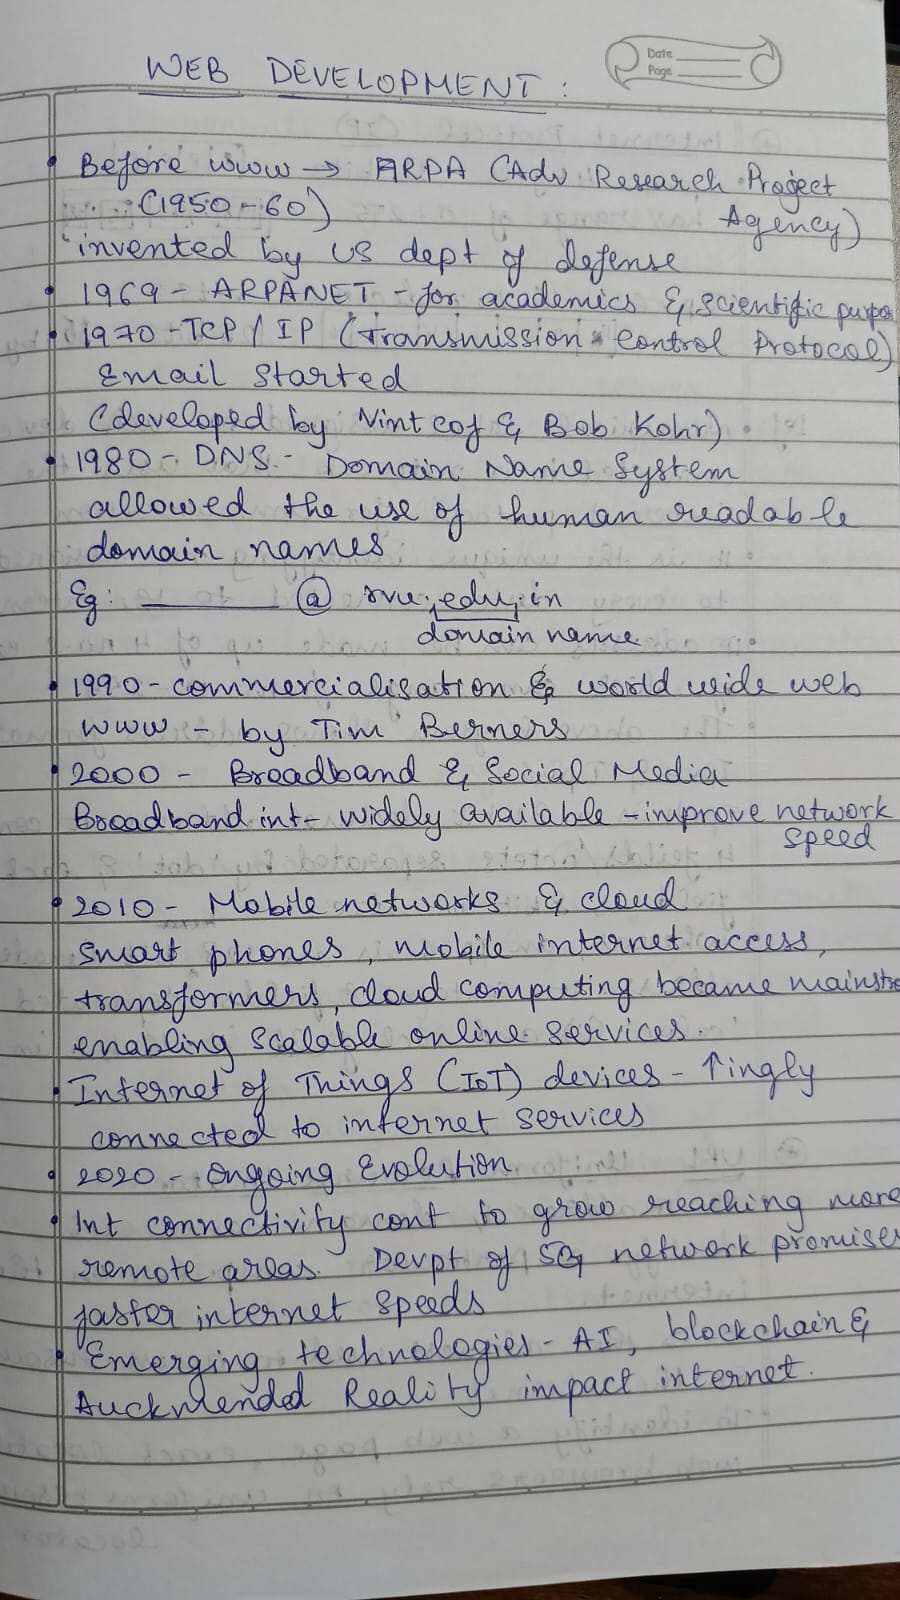 WEB DEVELOPMENT :
Date
Page
Before www → ARPA (Adv Research Project
(1950-60) Agency)
invented by US dept of defense
1969 - ARPANET - for academics & scientific purpos
1970 - TCP / IP (Transmission Control Protocol)
Email Started
(developed by Vint cof & Bob Kohr)
1980 - DNS - Domain Name System
allowed the use of human readable
domain names
Eg: ________ @ rvu.edu.in
domain name
1990 - commercialisation & world wide web
www - by Tim Berners
2000 - Broadband & Social Media
Broadband int - widely available - improve network
speed
2010 - Mobile networks & cloud
smart phones, mobile internet access,
transformers, cloud computing became mainstre
enabling scalable online services.
Internet of Things (IoT) devices - ↑ingly
connected to internet services
2020 - Ongoing Evolution
Int connectivity cont to grow reaching more
remote areas. Devpt of 5G network promises
faster internet speeds
Emerging technologies - AI, blockchain &
Auckmended Reality impact internet.